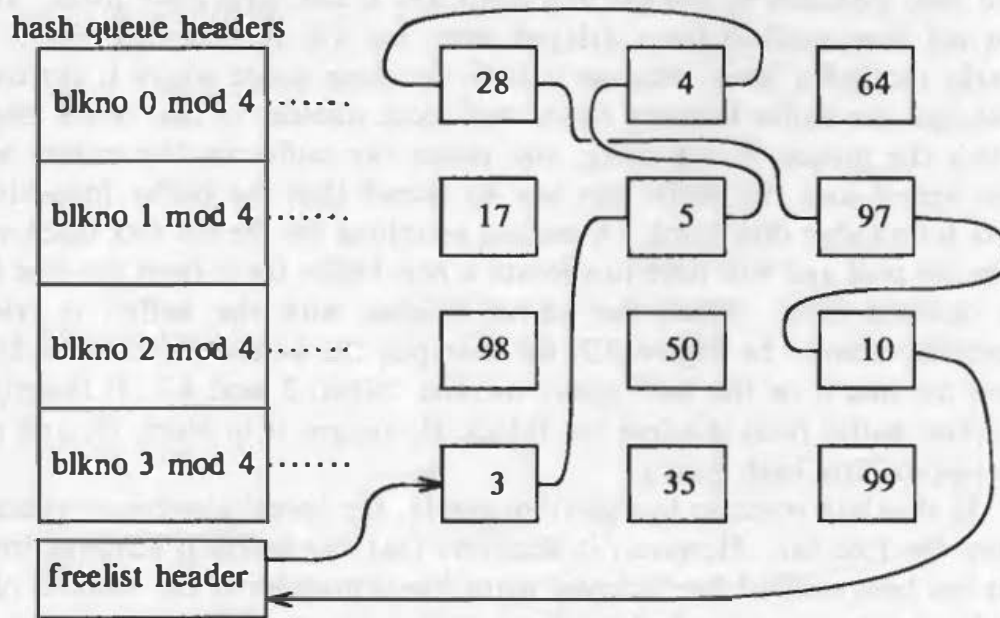 hash queue headers
blkno 0 mod 4 ........ 28 4 64
blkno 1 mod 4 ........ 17 5 97
blkno 2 mod 4 98 50 10
blkno 3 mod 4 ........ 3 35 99
freelist header